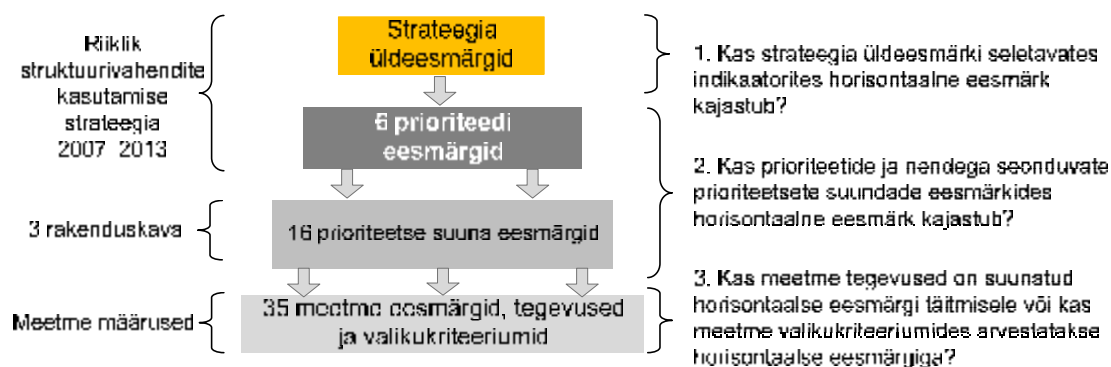 Riiklik
struktuurivahendite
kasutamise
strateegia
2007 2013
3 rakenduskava
Meetme määrused
Strateegia
üldeesmärgid
6 prioriteedi
eesmärgid
16 prioriteetse suuna eesmärgid
35 meetme eesmärgid, tegevused
ja valikukriteeriumid
1. Kas strateegia üldeesmärki seletavates
indikaatorites horisontaalne eesmärk
kajastub?
2. Kas prioriteetide ja nendega seonduvate
prioriteetsete suundade eesmärkides
horisontaalne eesmärk kajastub?
3. Kas meetme tegevused on suunatud
horisontaalse eesmärgi täitmisele või kas
meetme valikukriteeriumides arvestatakse
horisontaalse eesmärgiga?